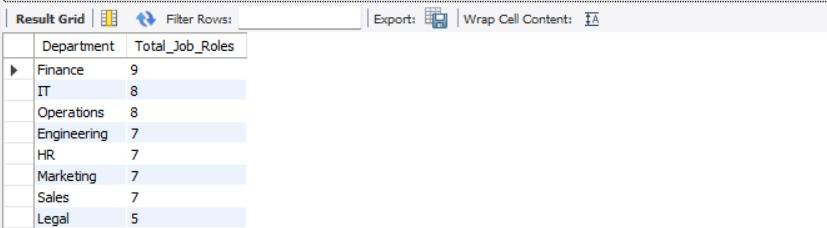 Result Grid Filter Rows: Export: Wrap Cell Content: IA
Department Total_Job_Roles
Finance 9
IT 8
Operations 8
Engineering 7
HR 7
Marketing 7
Sales 7
Legal 5